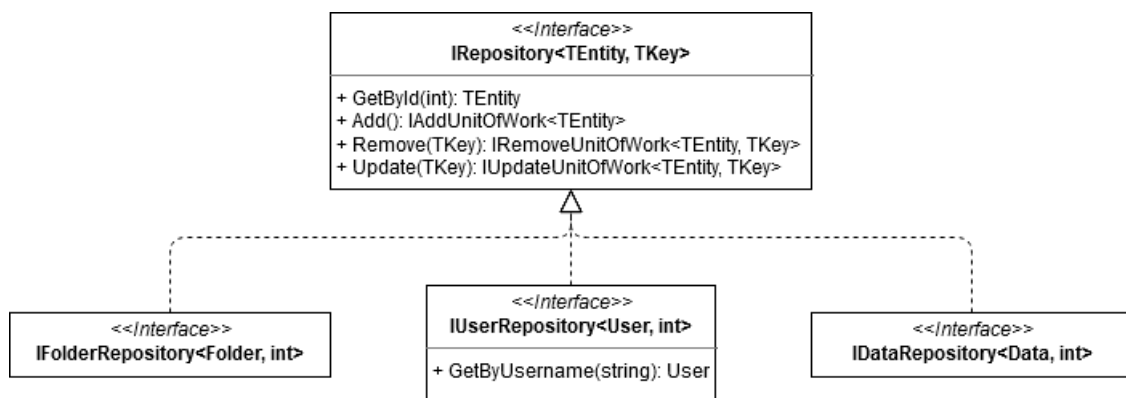 <<Interface>>
IRepository<TEntity, TKey>
+ GetById(int): TEntity
+ Add(): IAddUnitOfWork<TEntity>
+ Remove(TKey): IRemoveUnitOfWork<TEntity, TKey>
+ Update(TKey): IUpdateUnitOfWork<TEntity, TKey>
<<Interface>>
IFolderRepository<Folder, int>
<<Interface>>
IUserRepository<User, int>
+ GetByUsername(string): User
<<Interface>>
IDataRepository<Data, int>